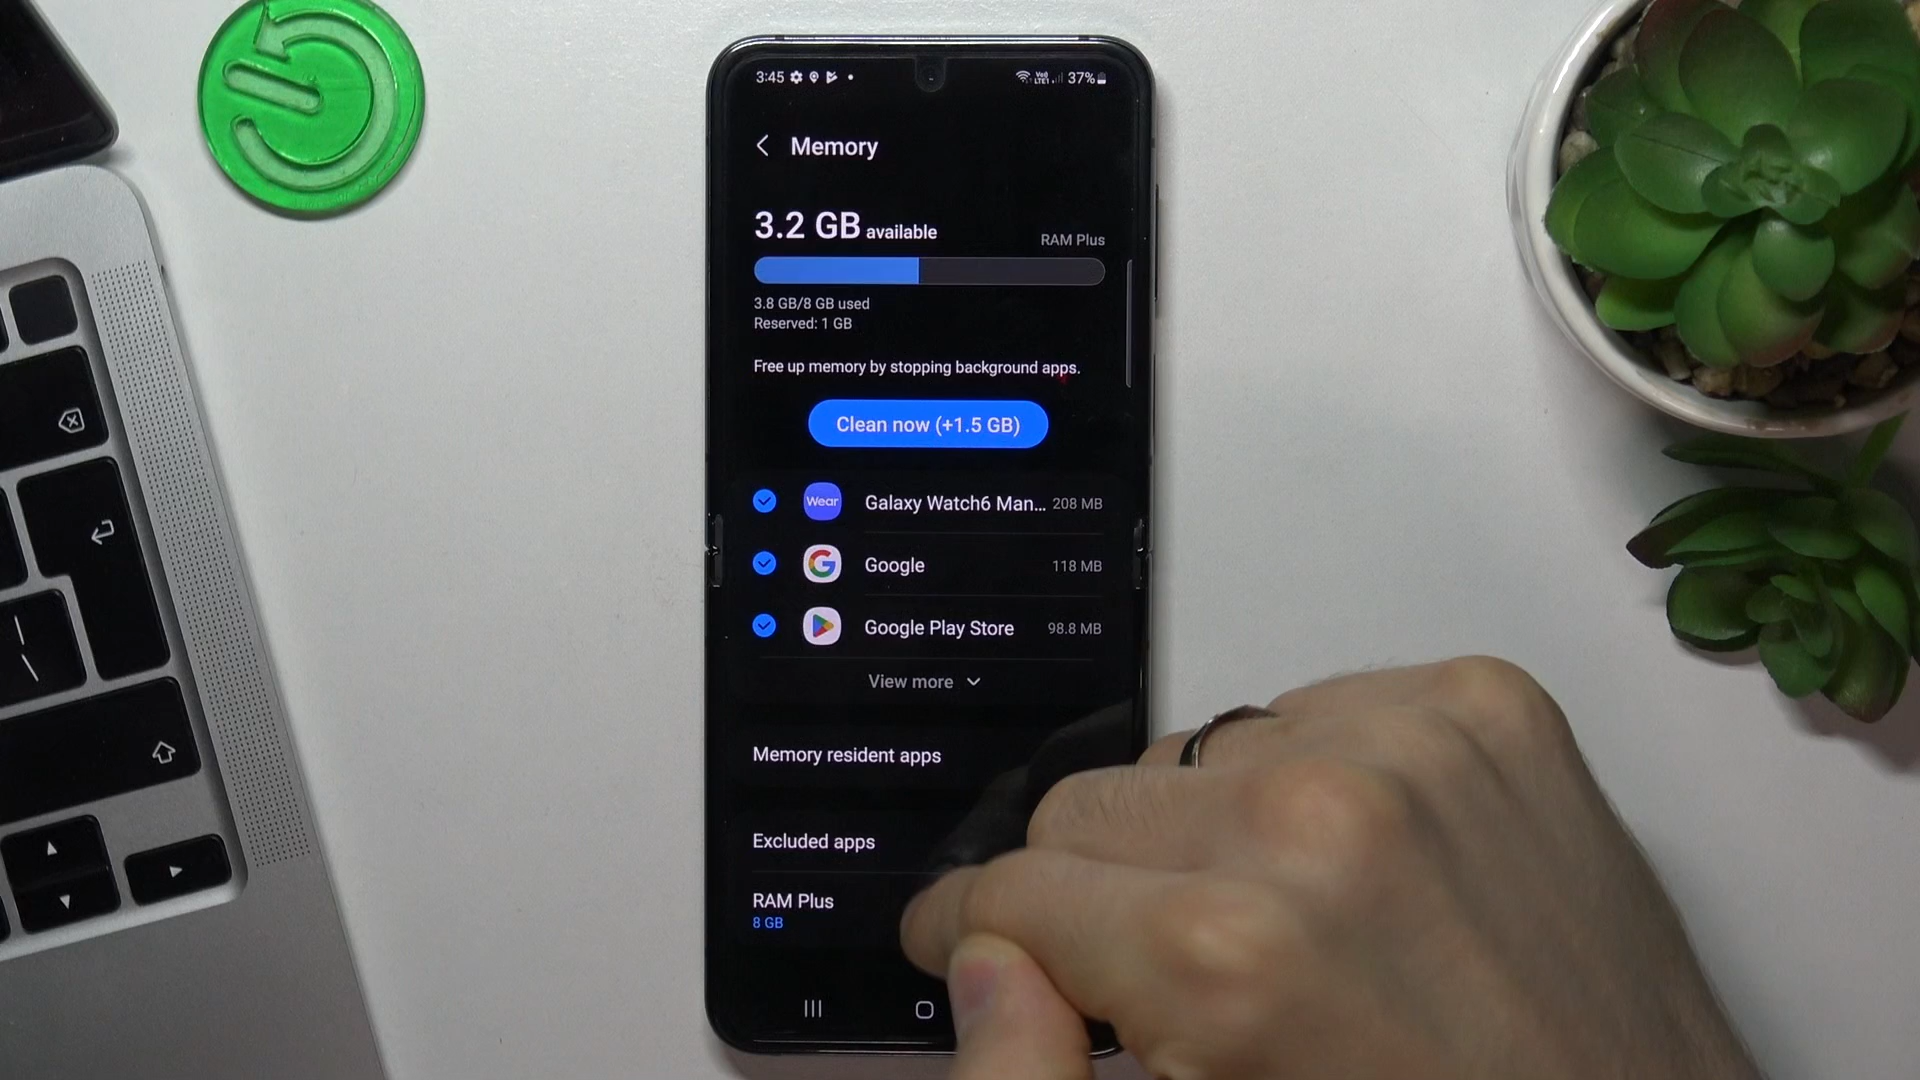 3:45 37%
Memory
3.2 GB available
RAM Plus
3.8 GB/8 GB used
Reserved: 1 GB
Free up memory by stopping background apps.
Clean now (+1.5 GB)
Wear Galaxy Watch6 Man... 208 MB
Google 118 MB
Google Play Store 98.8 MB
View more
Memory resident apps
Excluded apps
RAM Plus
8 GB